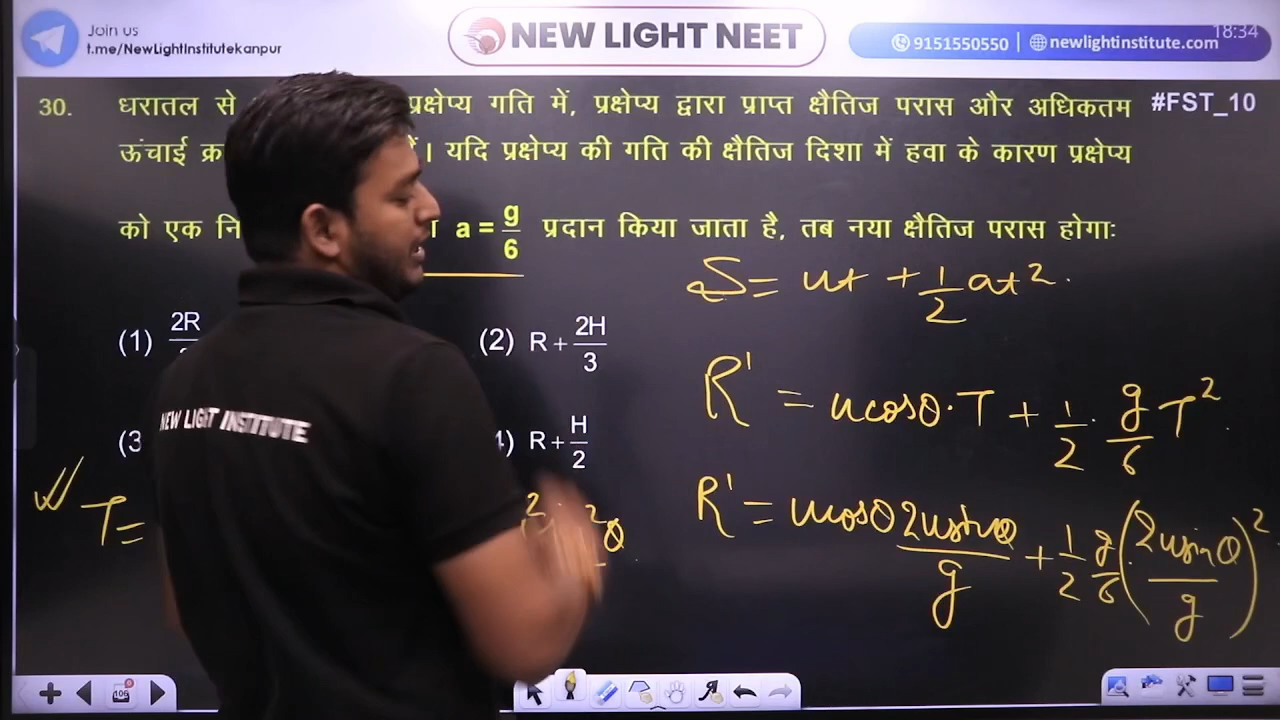 Join us
t.me/NewLightInstitutekanpur
NEW LIGHT NEET
9151550550 | newlightinstitute.com
18:34
30. धरातल से प्रक्षेप्य गति में, प्रक्षेप्य द्वारा प्राप्त क्षैतिज परास और अधिकतम #FST_10
ऊंचाई यदि प्रक्षेप्य की गति की क्षैतिज दिशा में हवा के कारण प्रक्षेप्य
को एक a = g/6 प्रदान किया जाता है, तब नया क्षैतिज परास होगाः
S = ut + 1/2 at².
(1) 2R
(2) R + 2H/3
R' = ucosθ·T + 1/2 · g/6 T²
(3
4) R + H/2
T =
²θ
R' = ucosθ 2usinθ/g + 1/2 g/6 (2usinθ/g)²
NEW LIGHT INSTITUTE
106